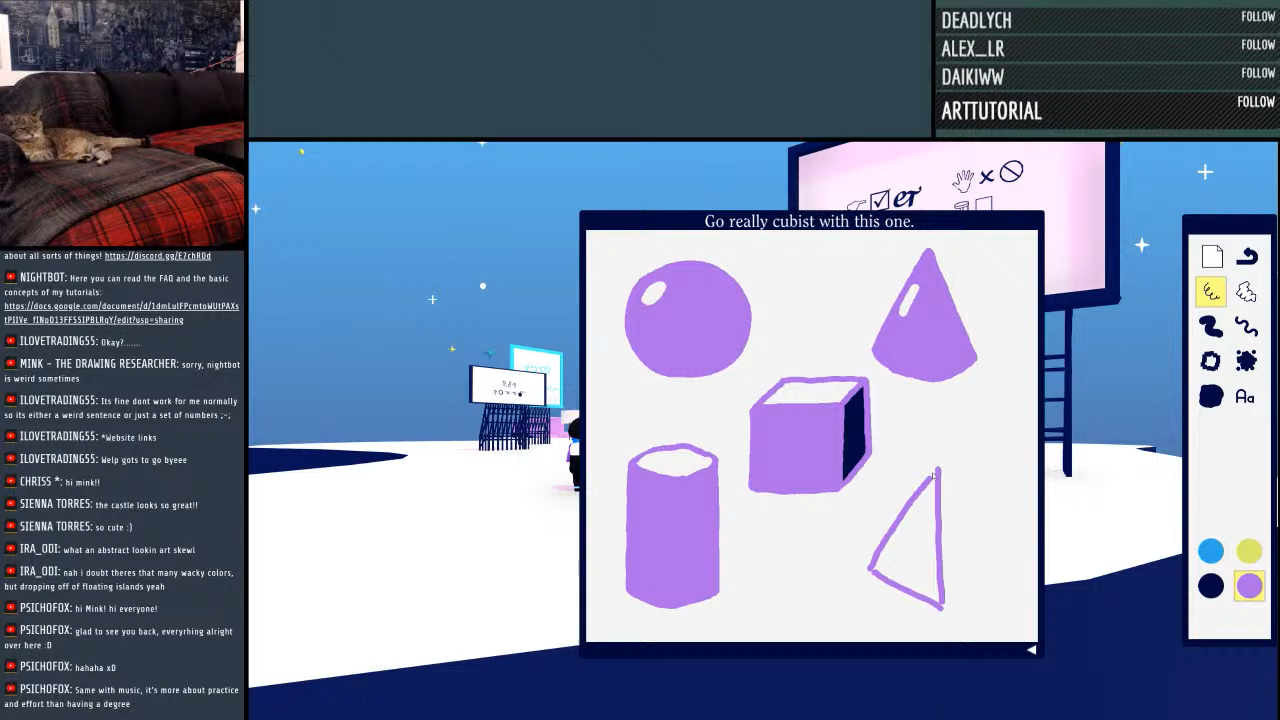 DEADLYCH FOLLOW
ALEX_LR FOLLOW
DAIKIWW FOLLOW
ARTTUTORIAL FOLLOW
er
Go really cubist with this one.
Aa
about all sorts of things! https://discord.gg/E7chRDd
NIGHTBOT: Here you can read the FAQ and the basic
concepts of my tutorials:
ILOVETRADING55: Okay?.......
MINK - THE DRAWING RESEARCHER: sorry, nightbot
is weird sometimes
ILOVETRADING55: Its fine dont work for me normally
so its either a weird sentence or just a set of numbers ;-;
ILOVETRADING55: *Website links
ILOVETRADING55: Welp gots to go byeee
CHRISS *: hi mink!!
SIENNA TORRES: the castle looks so great!!
SIENNA TORRES: so cute :)
IRA_ODI: what an abstract lookin art skewl
IRA_ODI: nah i doubt theres that many wacky colors,
but dropping off of floating islands yeah
PSICHOFOX: hi Mink! hi everyone!
PSICHOFOX: glad to see you back, everyrhing alright
over here :D
PSICHOFOX: hahaha xD
PSICHOFOX: Same with music, it's more about practice
and effort than having a degree